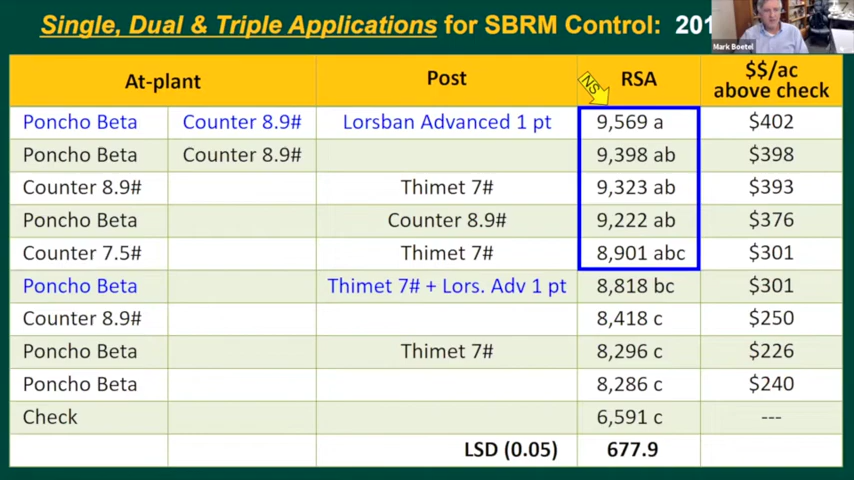 Single, Dual & Triple Applications for SBRM Control: 201
Mark Boetel
At-plant Post NS RSA $$/ac above check
Poncho Beta Counter 8.9# Lorsban Advanced 1 pt 9,569 a $402
Poncho Beta Counter 8.9# 9,398 ab $398
Counter 8.9# Thimet 7# 9,323 ab $393
Poncho Beta Counter 8.9# 9,222 ab $376
Counter 7.5# Thimet 7# 8,901 abc $301
Poncho Beta Thimet 7# + Lors. Adv 1 pt 8,818 bc $301
Counter 8.9# 8,418 c $250
Poncho Beta Thimet 7# 8,296 c $226
Poncho Beta 8,286 c $240
Check 6,591 c ---
LSD (0.05) 677.9